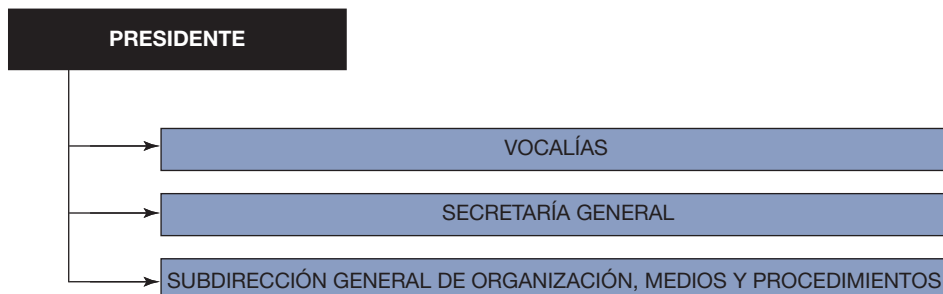 PRESIDENTE
VOCALÍAS
SECRETARÍA GENERAL
SUBDIRECCIÓN GENERAL DE ORGANIZACIÓN, MEDIOS Y PROCEDIMIENTOS